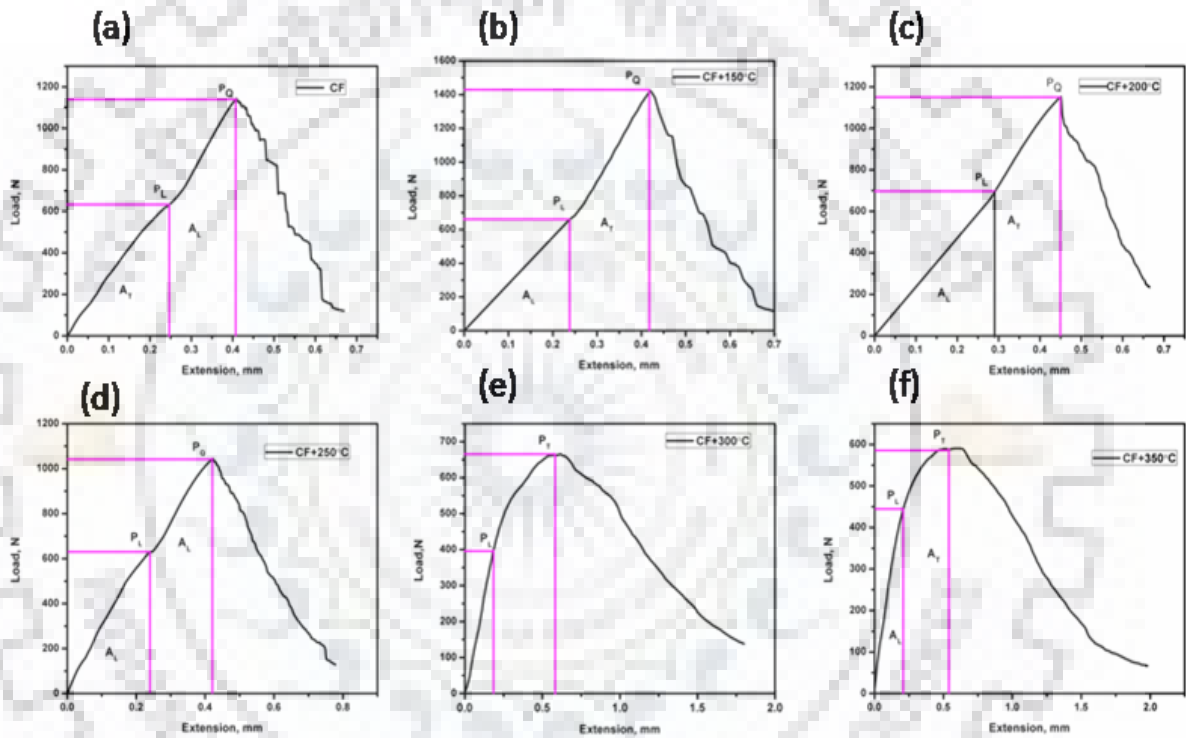 (a)
CF
P_Q
P_L
A_L
A_T
Load, N
1200
1000
800
600
400
200
0
0.0 0.1 0.2 0.3 0.4 0.5 0.6 0.7
Extension, mm
(b)
CF+150°C
P_Q
P_L
A_T
A_L
Load, N
1600
1400
1200
1000
800
600
400
200
0
0.0 0.1 0.2 0.3 0.4 0.5 0.6 0.7
Extension, mm
(c)
CF+200°C
P_Q
P_L
A_T
A_L
Load, N
1200
1000
800
600
400
200
0
0.0 0.1 0.2 0.3 0.4 0.5 0.6 0.7
Extension, mm
(d)
CF+250°C
P_Q
P_L
A_L
A_L
Load, N
1200
1000
800
600
400
200
0
0.0 0.2 0.4 0.6 0.8
Extension, mm
(e)
CF+300°C
P_T
P_L
Load,N
700
600
500
400
300
200
100
0
0.0 0.5 1.0 1.5 2.0
Extension, mm
(f)
CF+350°C
P_T
P_L
A_T
A_L
Load, N
600
500
400
300
200
100
0
0.0 0.5 1.0 1.5 2.0
Extension, mm